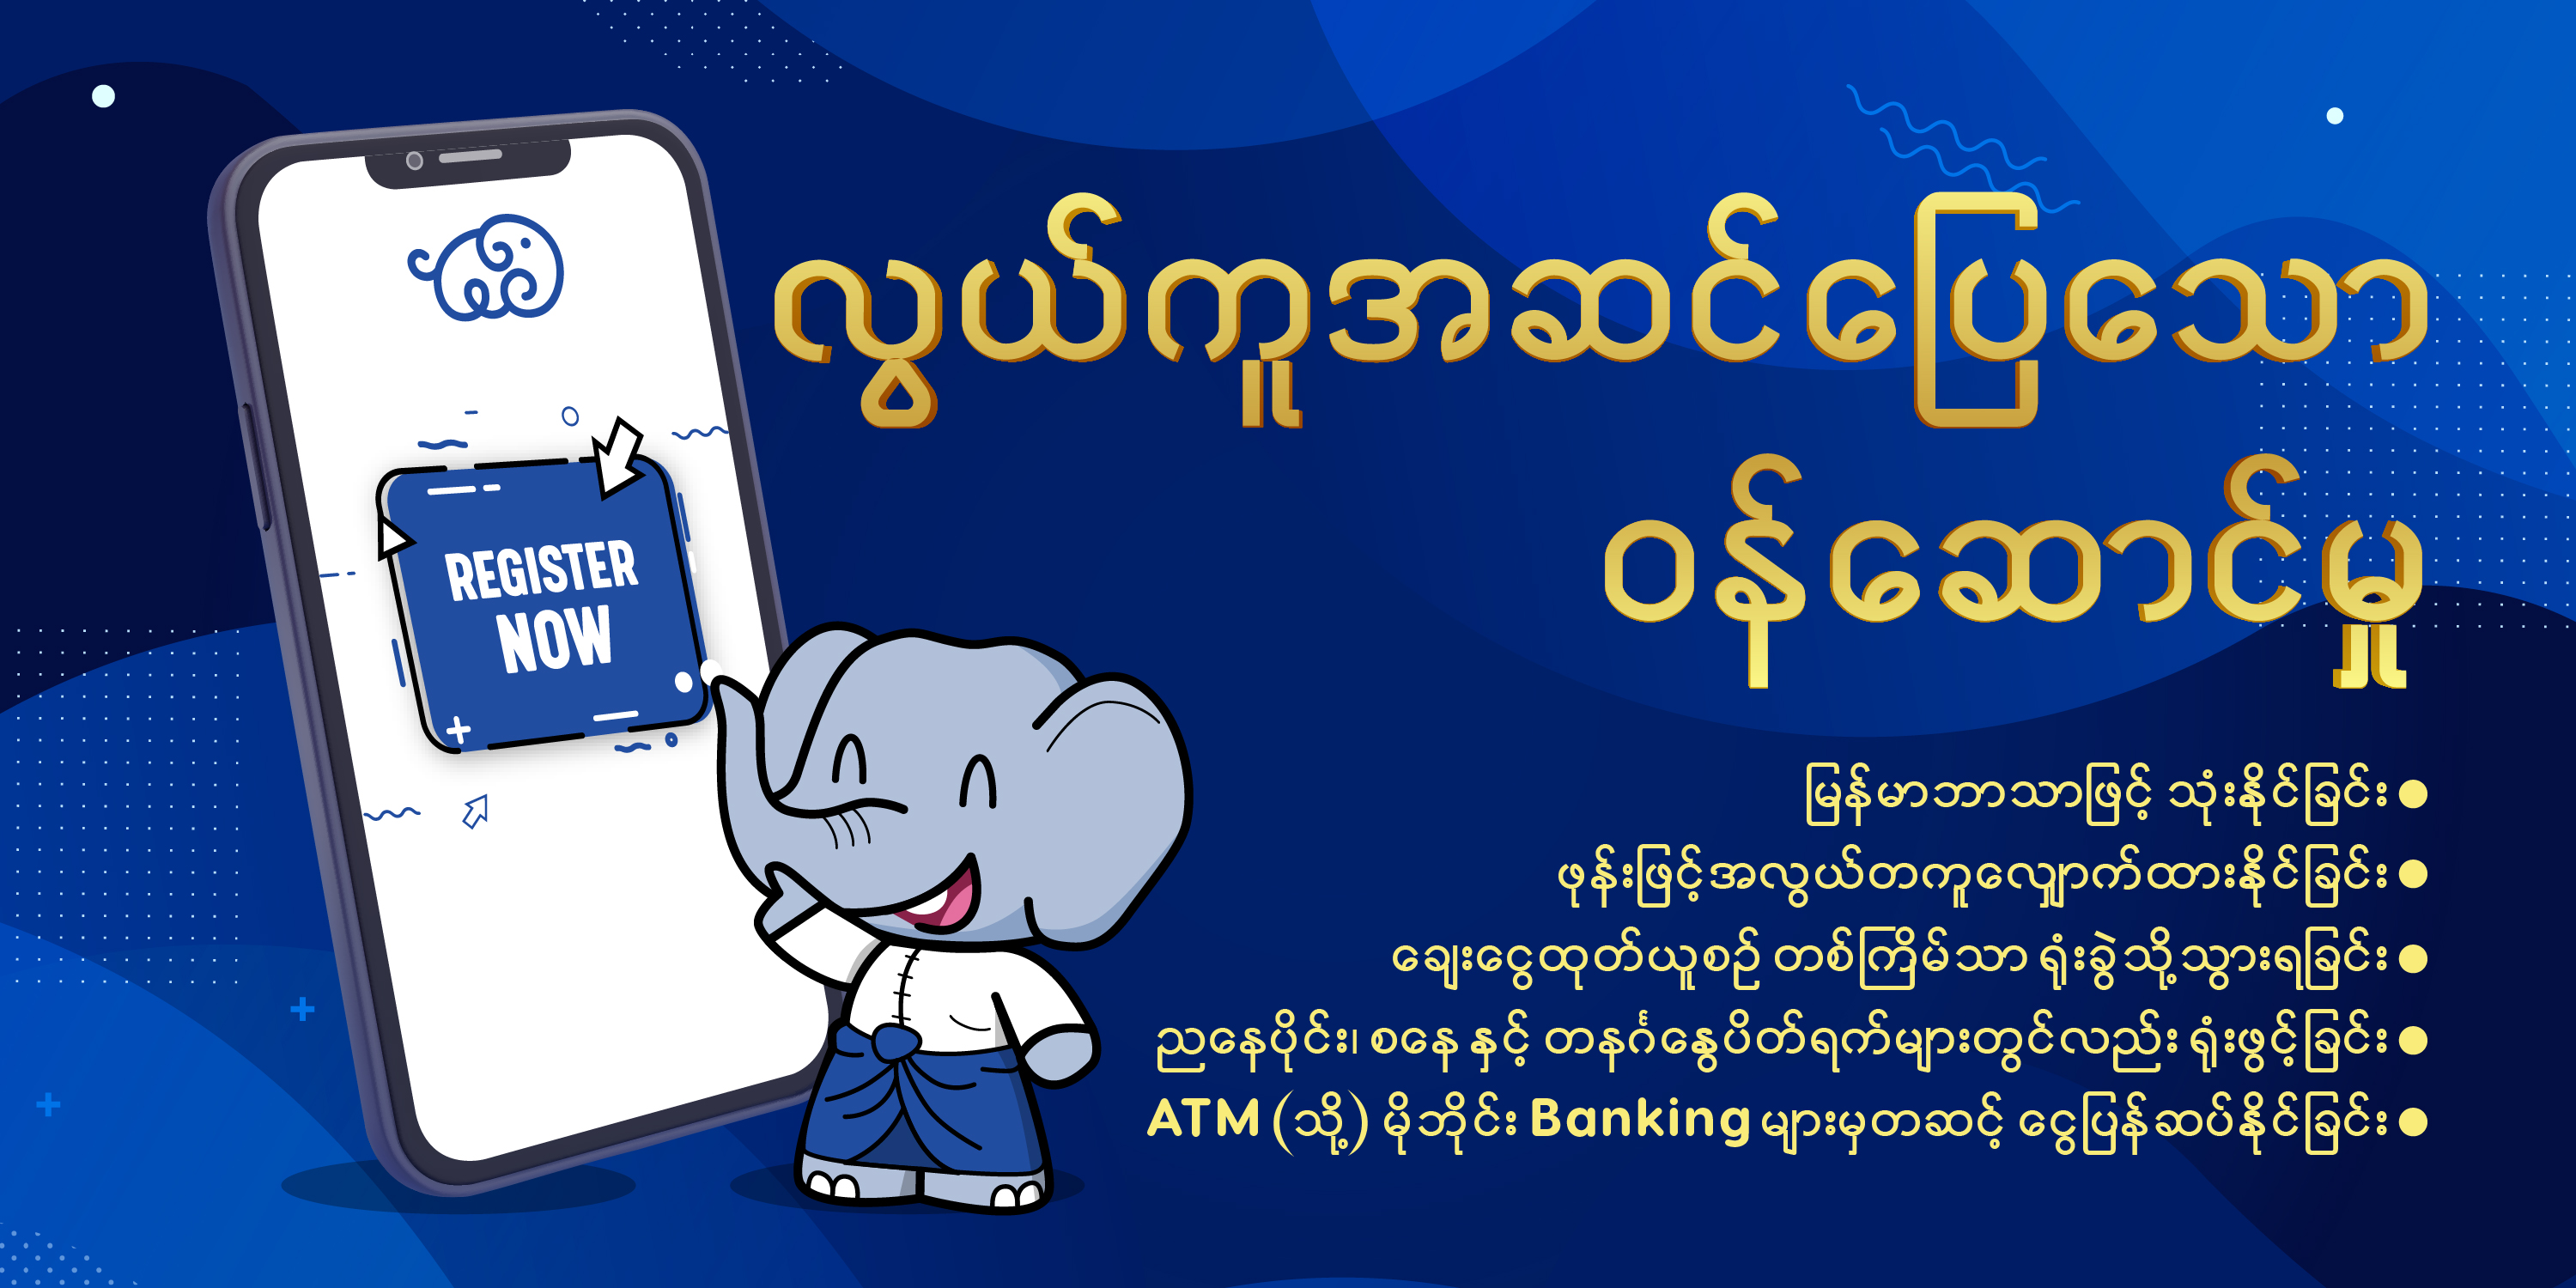 REGISTER
NOW
လွယ်ကူအဆင်ပြေသော
ဝန်ဆောင်မှု
မြန်မာဘာသာဖြင့် သုံးနိုင်ခြင်း
ဖုန်းဖြင့်အလွယ်တကူလျှောက်ထားနိုင်ခြင်း
ချေးငွေထုတ်ယူစဉ် တစ်ကြိမ်သာ ရုံးခွဲသို့သွားရခြင်း
ညနေပိုင်း၊ စနေ နှင့် တနင်္ဂနွေပိတ်ရက်များတွင်လည်း ရုံးဖွင့်ခြင်း
ATM (သို့) မိုဘိုင်း Banking များမှတဆင့် ငွေပြန်ဆပ်နိုင်ခြင်း